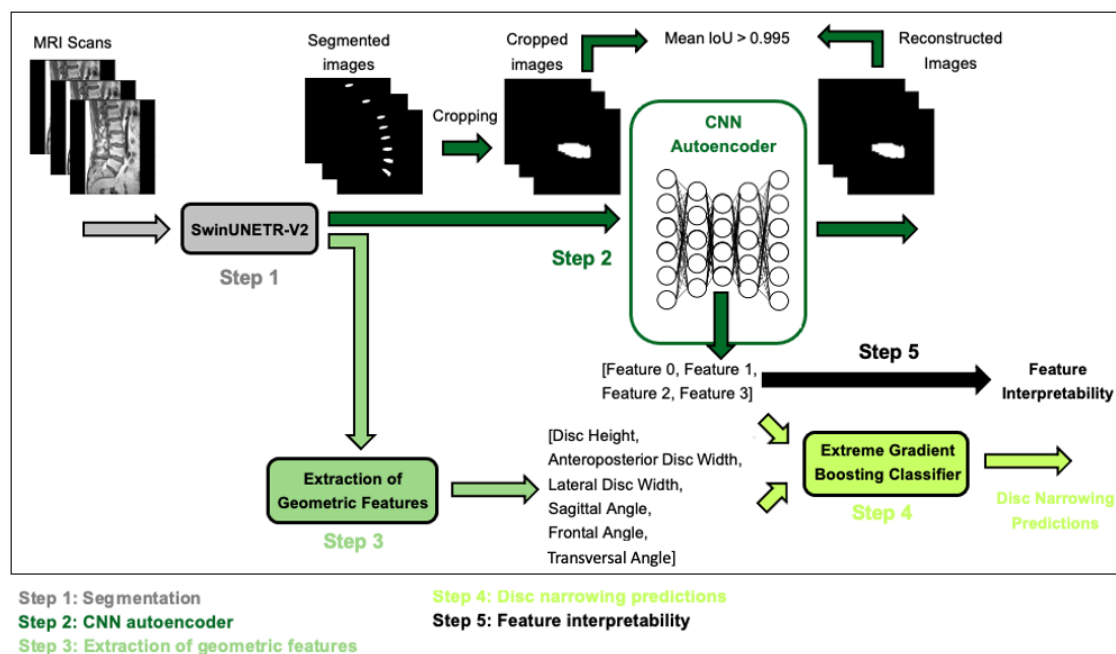 MRI Scans
Segmented
images
Cropping
Cropped
images
Mean IoU > 0.995
Reconstructed
Images
CNN
Autoencoder
SwinUNETR-V2
Step 1
Step 2
[Feature 0, Feature 1,
Feature 2, Feature 3]
Step 5
Feature
Interpretability
Extraction of
Geometric Features
Step 3
[Disc Height,
Anteroposterior Disc Width,
Lateral Disc Width,
Sagittal Angle,
Frontal Angle,
Transversal Angle]
Extreme Gradient
Boosting Classifier
Step 4
Disc Narrowing
Predictions
Step 1: Segmentation
Step 2: CNN autoencoder
Step 3: Extraction of geometric features
Step 4: Disc narrowing predictions
Step 5: Feature interpretability